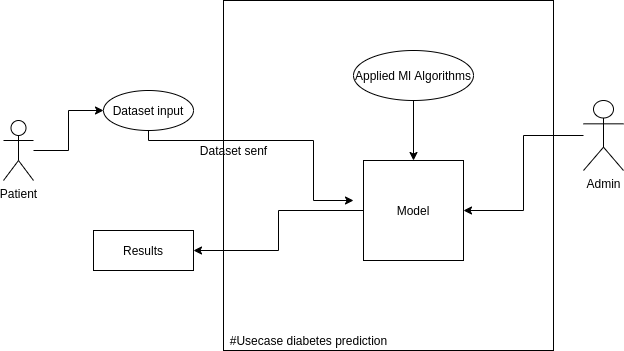 Applied Ml Algorithms
Dataset input
Dataset senf
Patient
Admin
Model
Results
#Usecase diabetes prediction